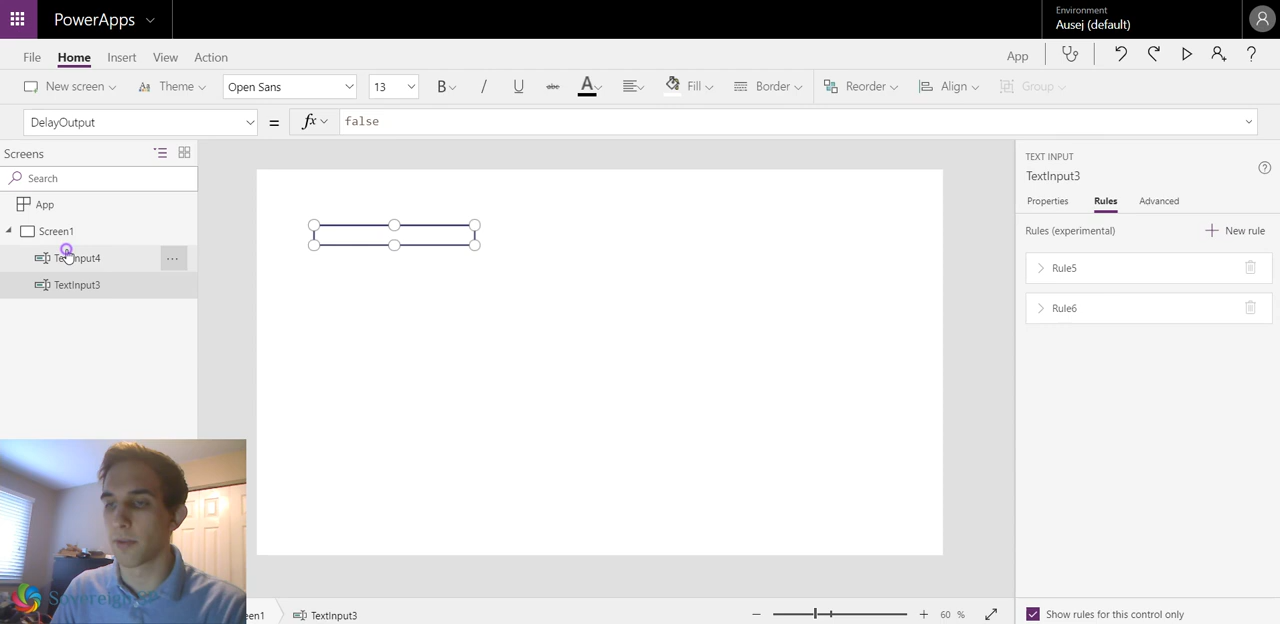 PowerApps
Environment
Ausej (default)
File Home Insert View Action
App
New screen
Theme
Open Sans
13
B / U abc A
Fill
Border
Reorder
Align
Group
DelayOutput = fx false
Screens
Search
App
Screen1
TextInput4
TextInput3
TEXT INPUT
TextInput3
Properties Rules Advanced
Rules (experimental)
New rule
Rule5
Rule6
TextInput3
60 %
Show rules for this control only